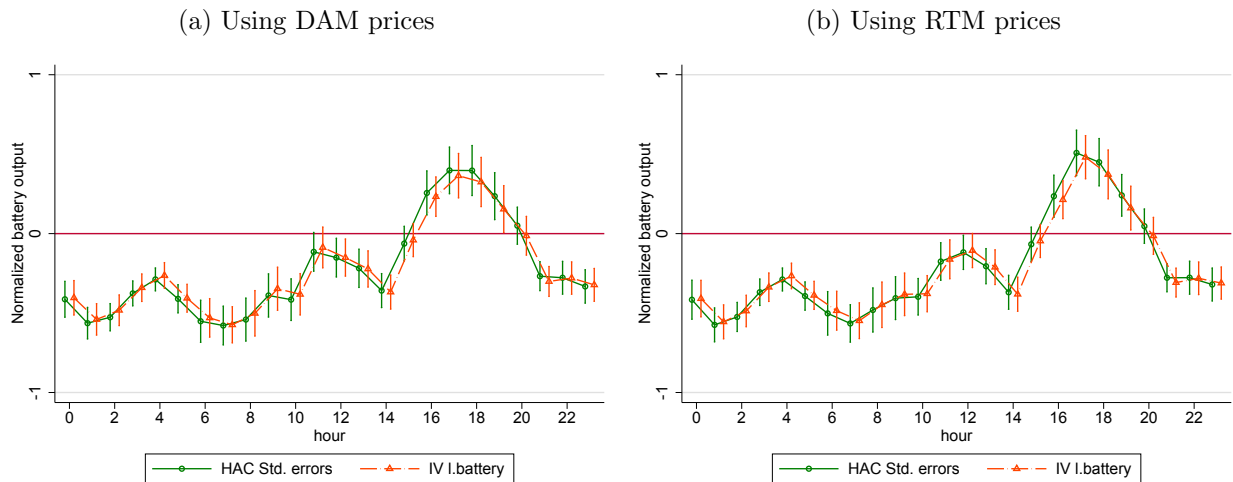 (a) Using DAM prices
Normalized battery output
1
0
-1
0 2 4 6 8 10 12 14 16 18 20 22
hour
HAC Std. errors IV l.battery
(b) Using RTM prices
Normalized battery output
1
0
-1
0 2 4 6 8 10 12 14 16 18 20 22
hour
HAC Std. errors IV l.battery